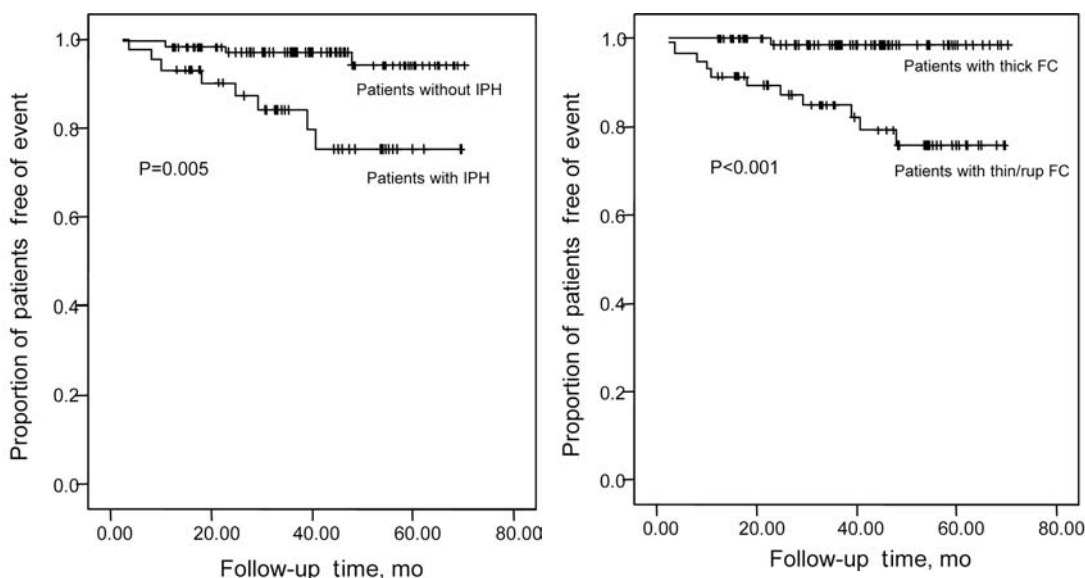 Proportion of patients free of event
1.0
0.8
0.6
0.4
0.2
0.0
Patients without IPH
P=0.005
Patients with IPH
0.00 20.00 40.00 60.00 80.00
Follow-up time, mo
Proportion of patients free of event
1.0
0.8
0.6
0.4
0.2
0.0
Patients with thick FC
P<0.001
Patients with thin/rup FC
0.00 20.00 40.00 60.00 80.00
Follow-up time, mo